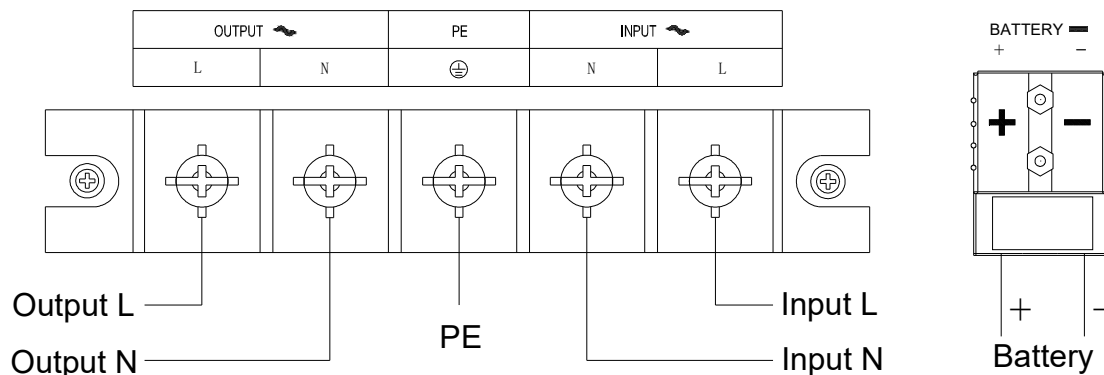 OUTPUT PE INPUT
L N N L
Output L
Output N
PE
Input L
Input N
BATTERY
+ −
+ −
+ −
Battery